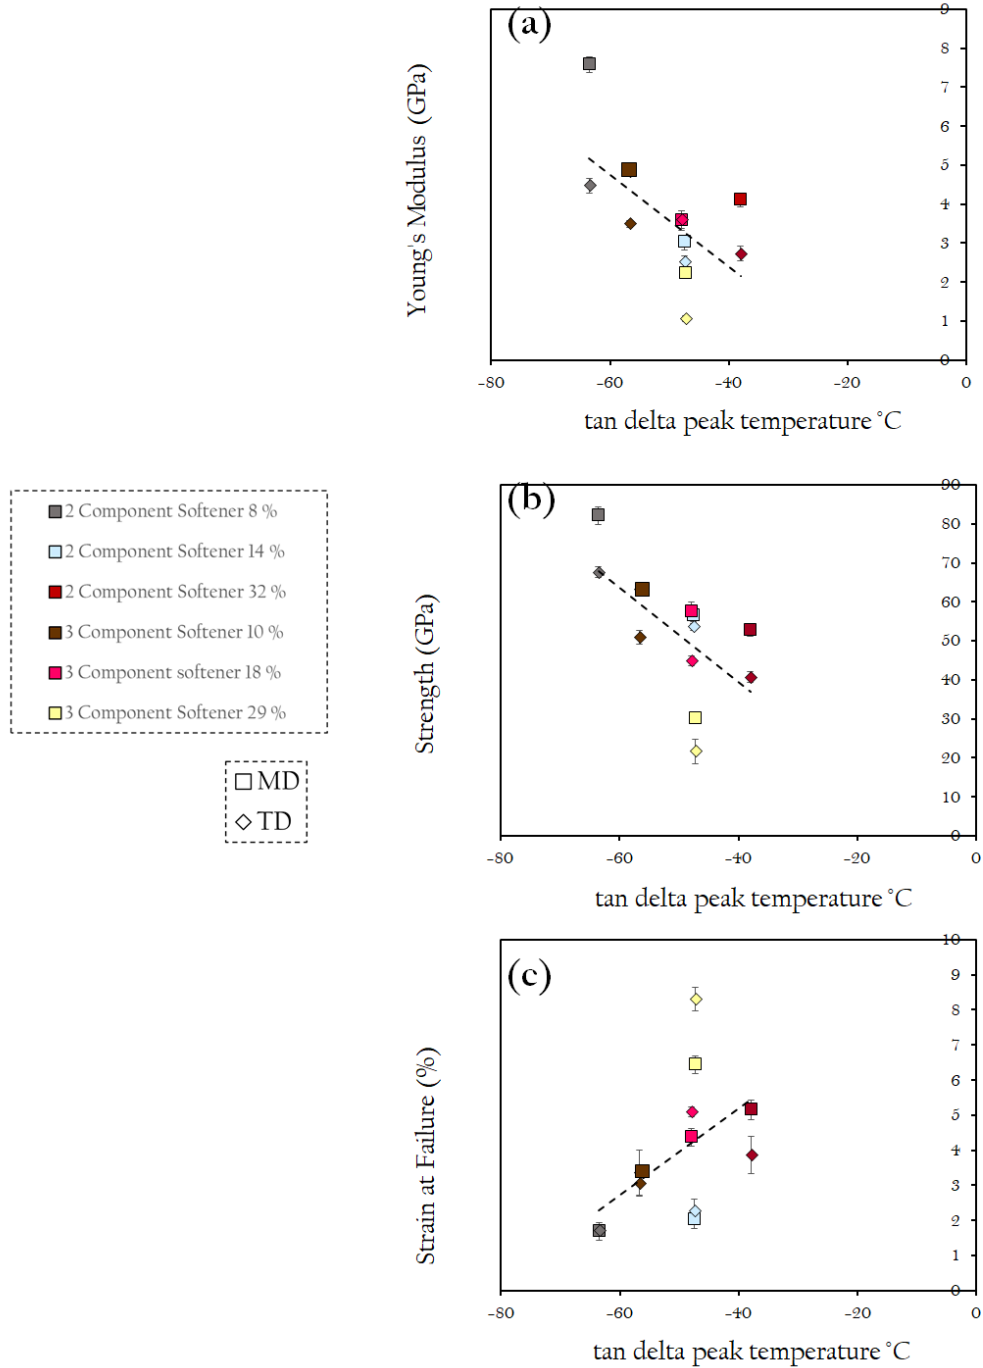 (a)
Young's Modulus (GPa)
9
8
7
6
5
4
3
2
1
0
-80 -60 -40 -20 0
tan delta peak temperature °C
2 Component Softener 8 %
2 Component Softener 14 %
2 Component Softener 32 %
3 Component Softener 10 %
3 Component softener 18 %
3 Component Softener 29 %
MD
TD
(b)
Strength (GPa)
90
80
70
60
50
40
30
20
10
0
-80 -60 -40 -20 0
tan delta peak temperature °C
(c)
Strain at Failure (%)
10
9
8
7
6
5
4
3
2
1
0
-80 -60 -40 -20 0
tan delta peak temperature °C